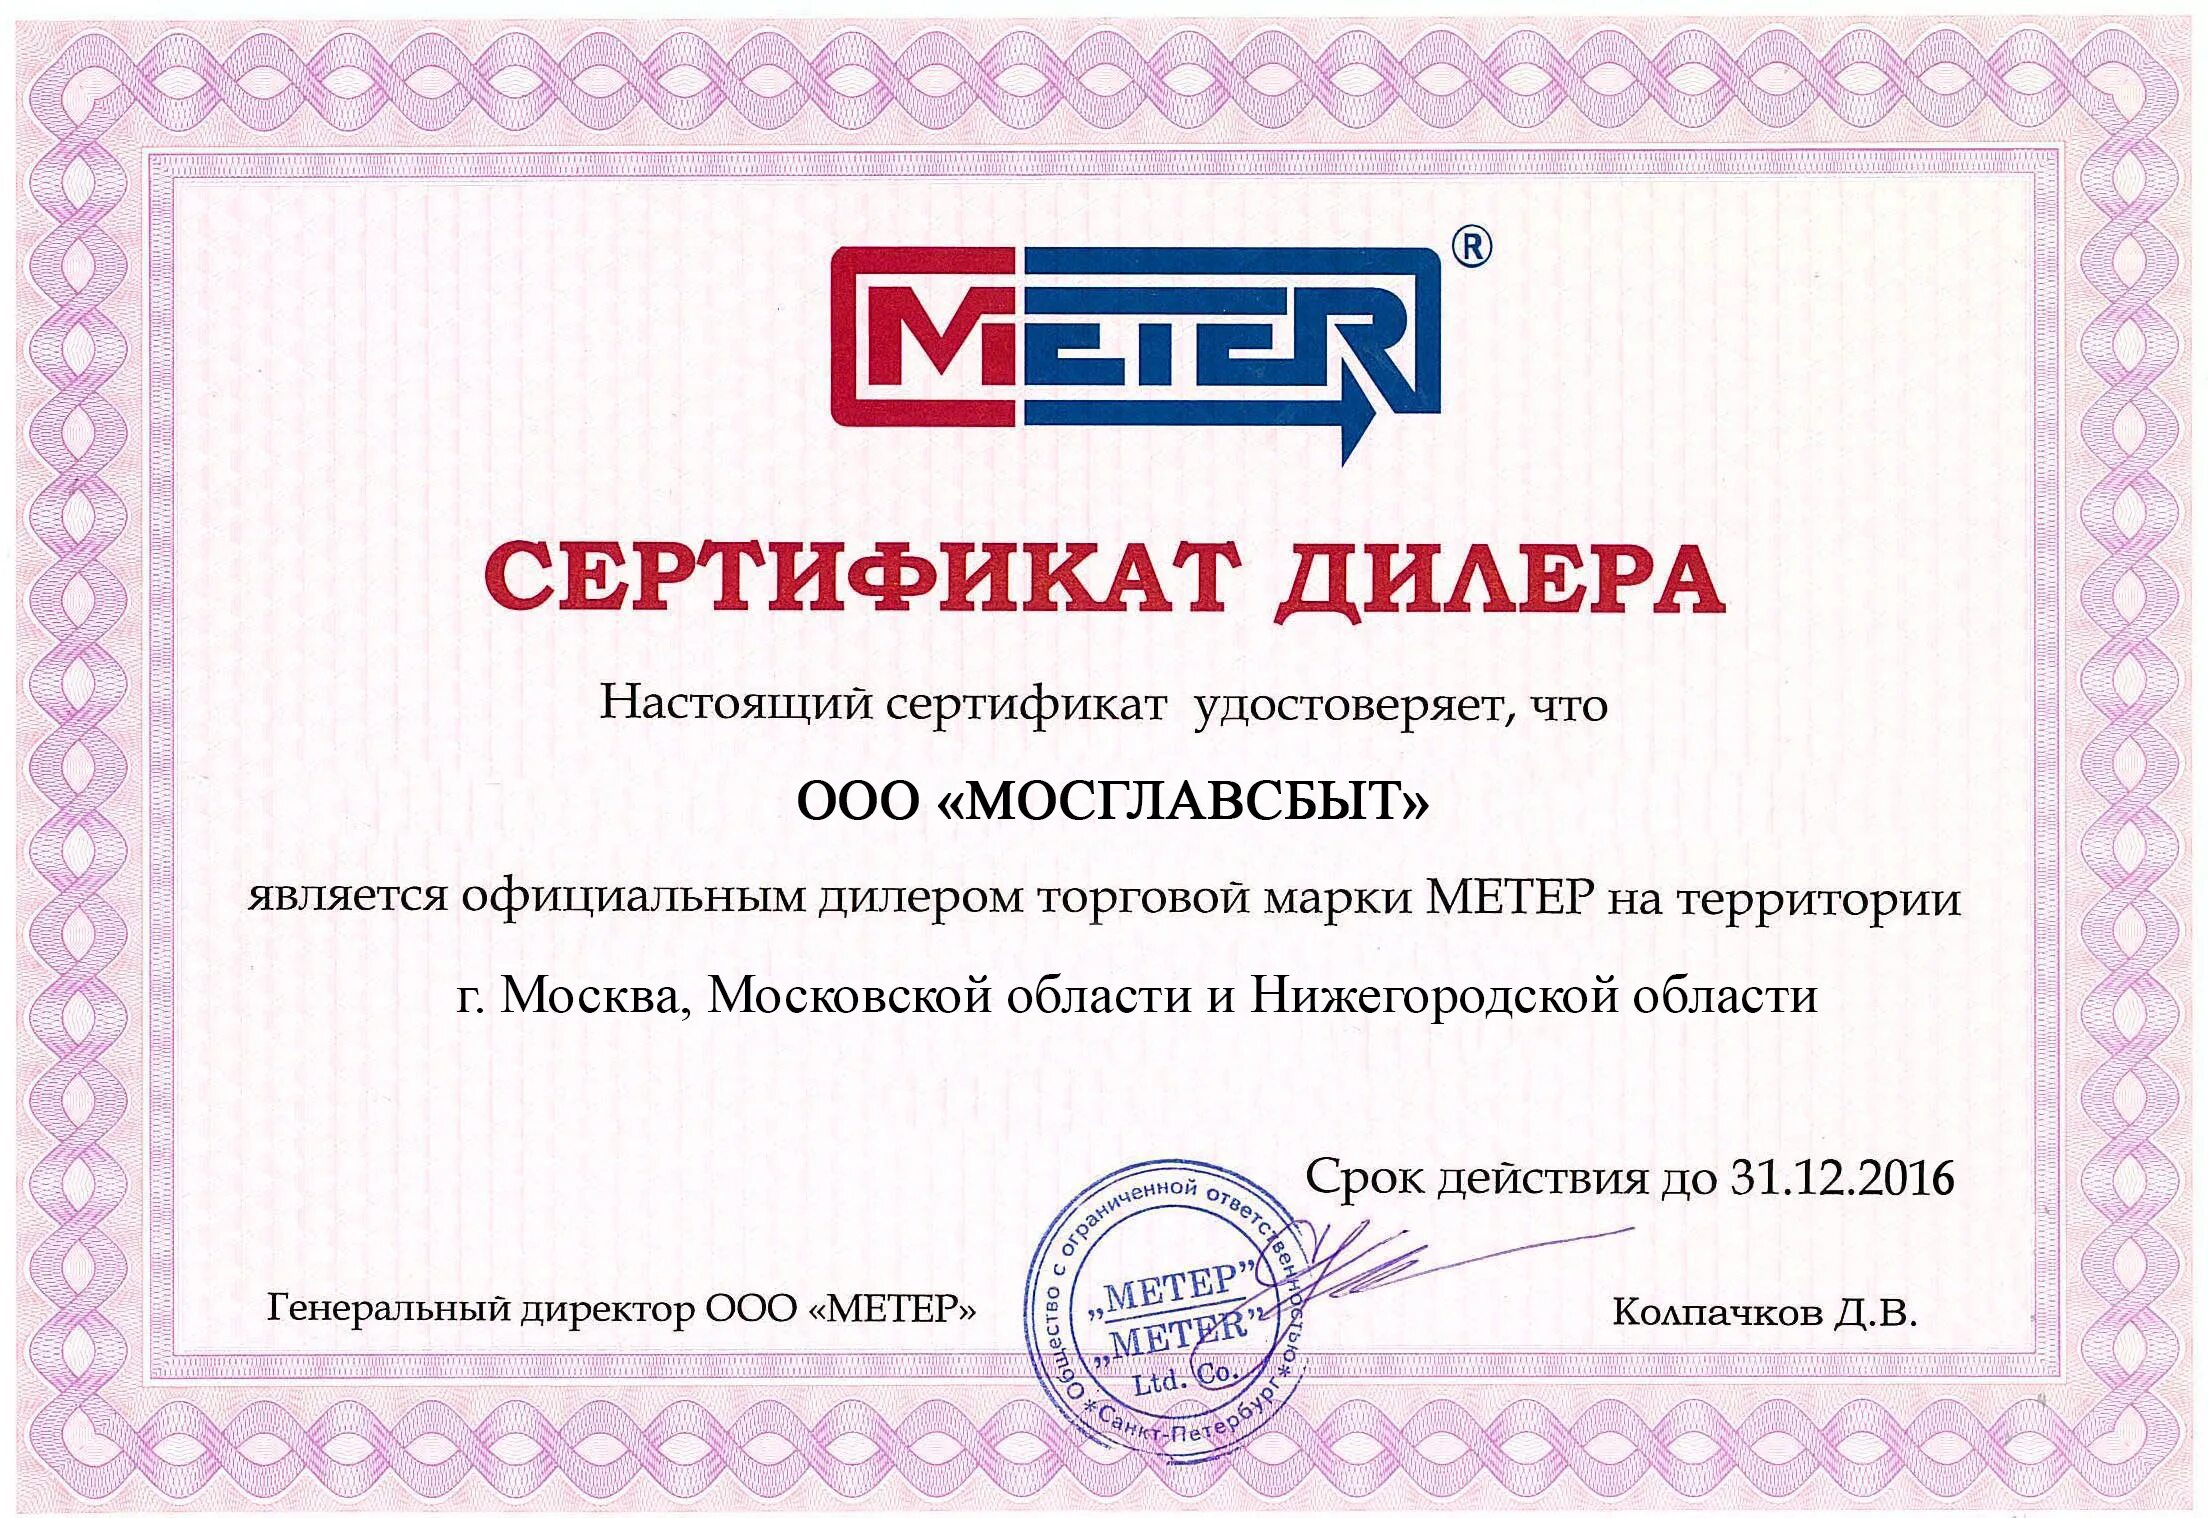 METER ®
СЕРТИФИКАТ ДИЛЕРА
Настоящий сертификат удостоверяет, что
ООО «МОСГЛАВСБЫТ»
является официальным дилером торговой марки МЕТЕР на территории
г. Москва, Московской области и Нижегородской области
Срок действия до 31.12.2016
Генеральный директор ООО «МЕТЕР»
Колпачков Д.В.
Общество с ограниченной ответственностью
„МЕТЕР”
„METER”
Ltd. Co.
*Санкт-Петербург*